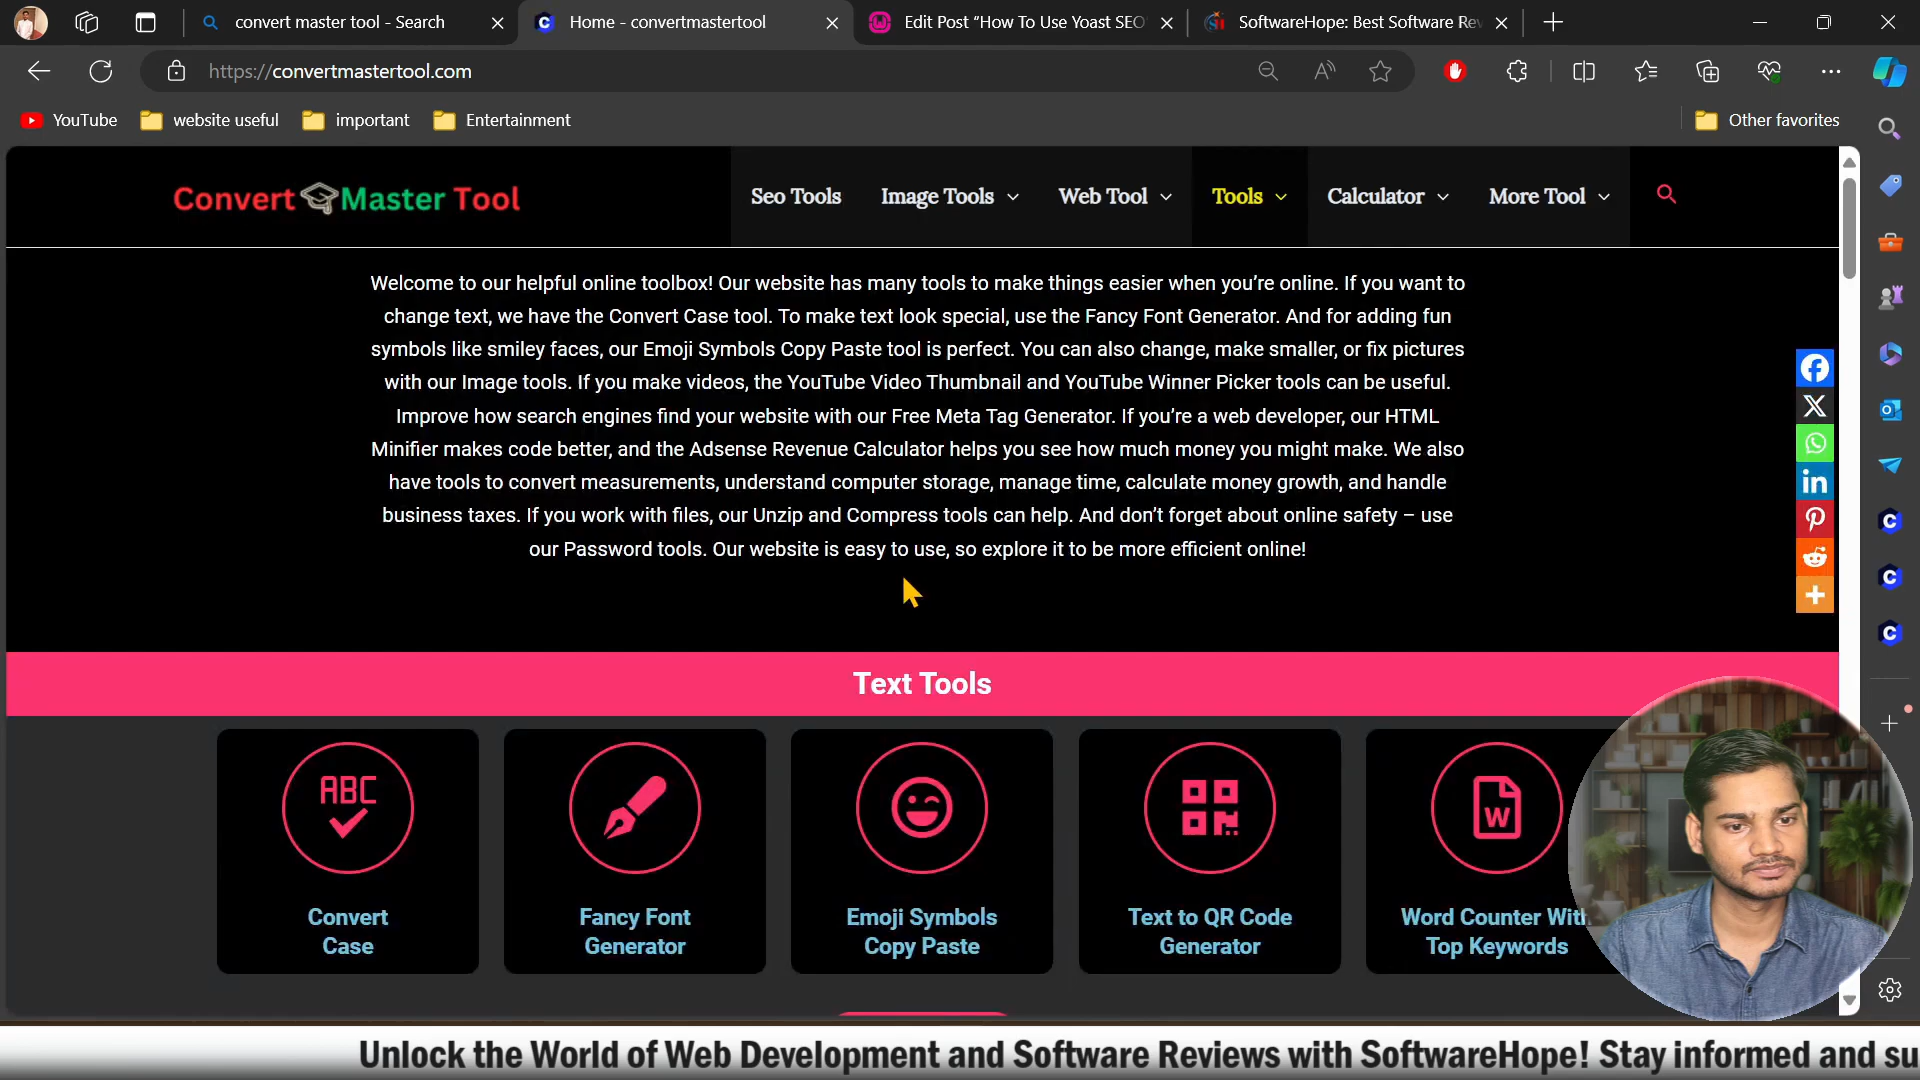 convert master tool - Search
Home - convertmastertool
Edit Post “How To Use Yoast SEO
SoftwareHope: Best Software Rev
https://convertmastertool.com
YouTube
website useful
important
Entertainment
Other favorites
Convert Master Tool
Seo Tools
Image Tools
Web Tool
Tools
Calculator
More Tool
Welcome to our helpful online toolbox! Our website has many tools to make things easier when you’re online. If you want to
change text, we have the Convert Case tool. To make text look special, use the Fancy Font Generator. And for adding fun
symbols like smiley faces, our Emoji Symbols Copy Paste tool is perfect. You can also change, make smaller, or fix pictures
with our Image tools. If you make videos, the YouTube Video Thumbnail and YouTube Winner Picker tools can be useful.
Improve how search engines find your website with our Free Meta Tag Generator. If you’re a web developer, our HTML
Minifier makes code better, and the Adsense Revenue Calculator helps you see how much money you might make. We also
have tools to convert measurements, understand computer storage, manage time, calculate money growth, and handle
business taxes. If you work with files, our Unzip and Compress tools can help. And don’t forget about online safety – use
our Password tools. Our website is easy to use, so explore it to be more efficient online!
Text Tools
ABC
W
Convert
Case
Fancy Font
Generator
Emoji Symbols
Copy Paste
Text to QR Code
Generator
Word Counter With
Top Keywords
Unlock the World of Web Development and Software Reviews with SoftwareHope! Stay informed and su